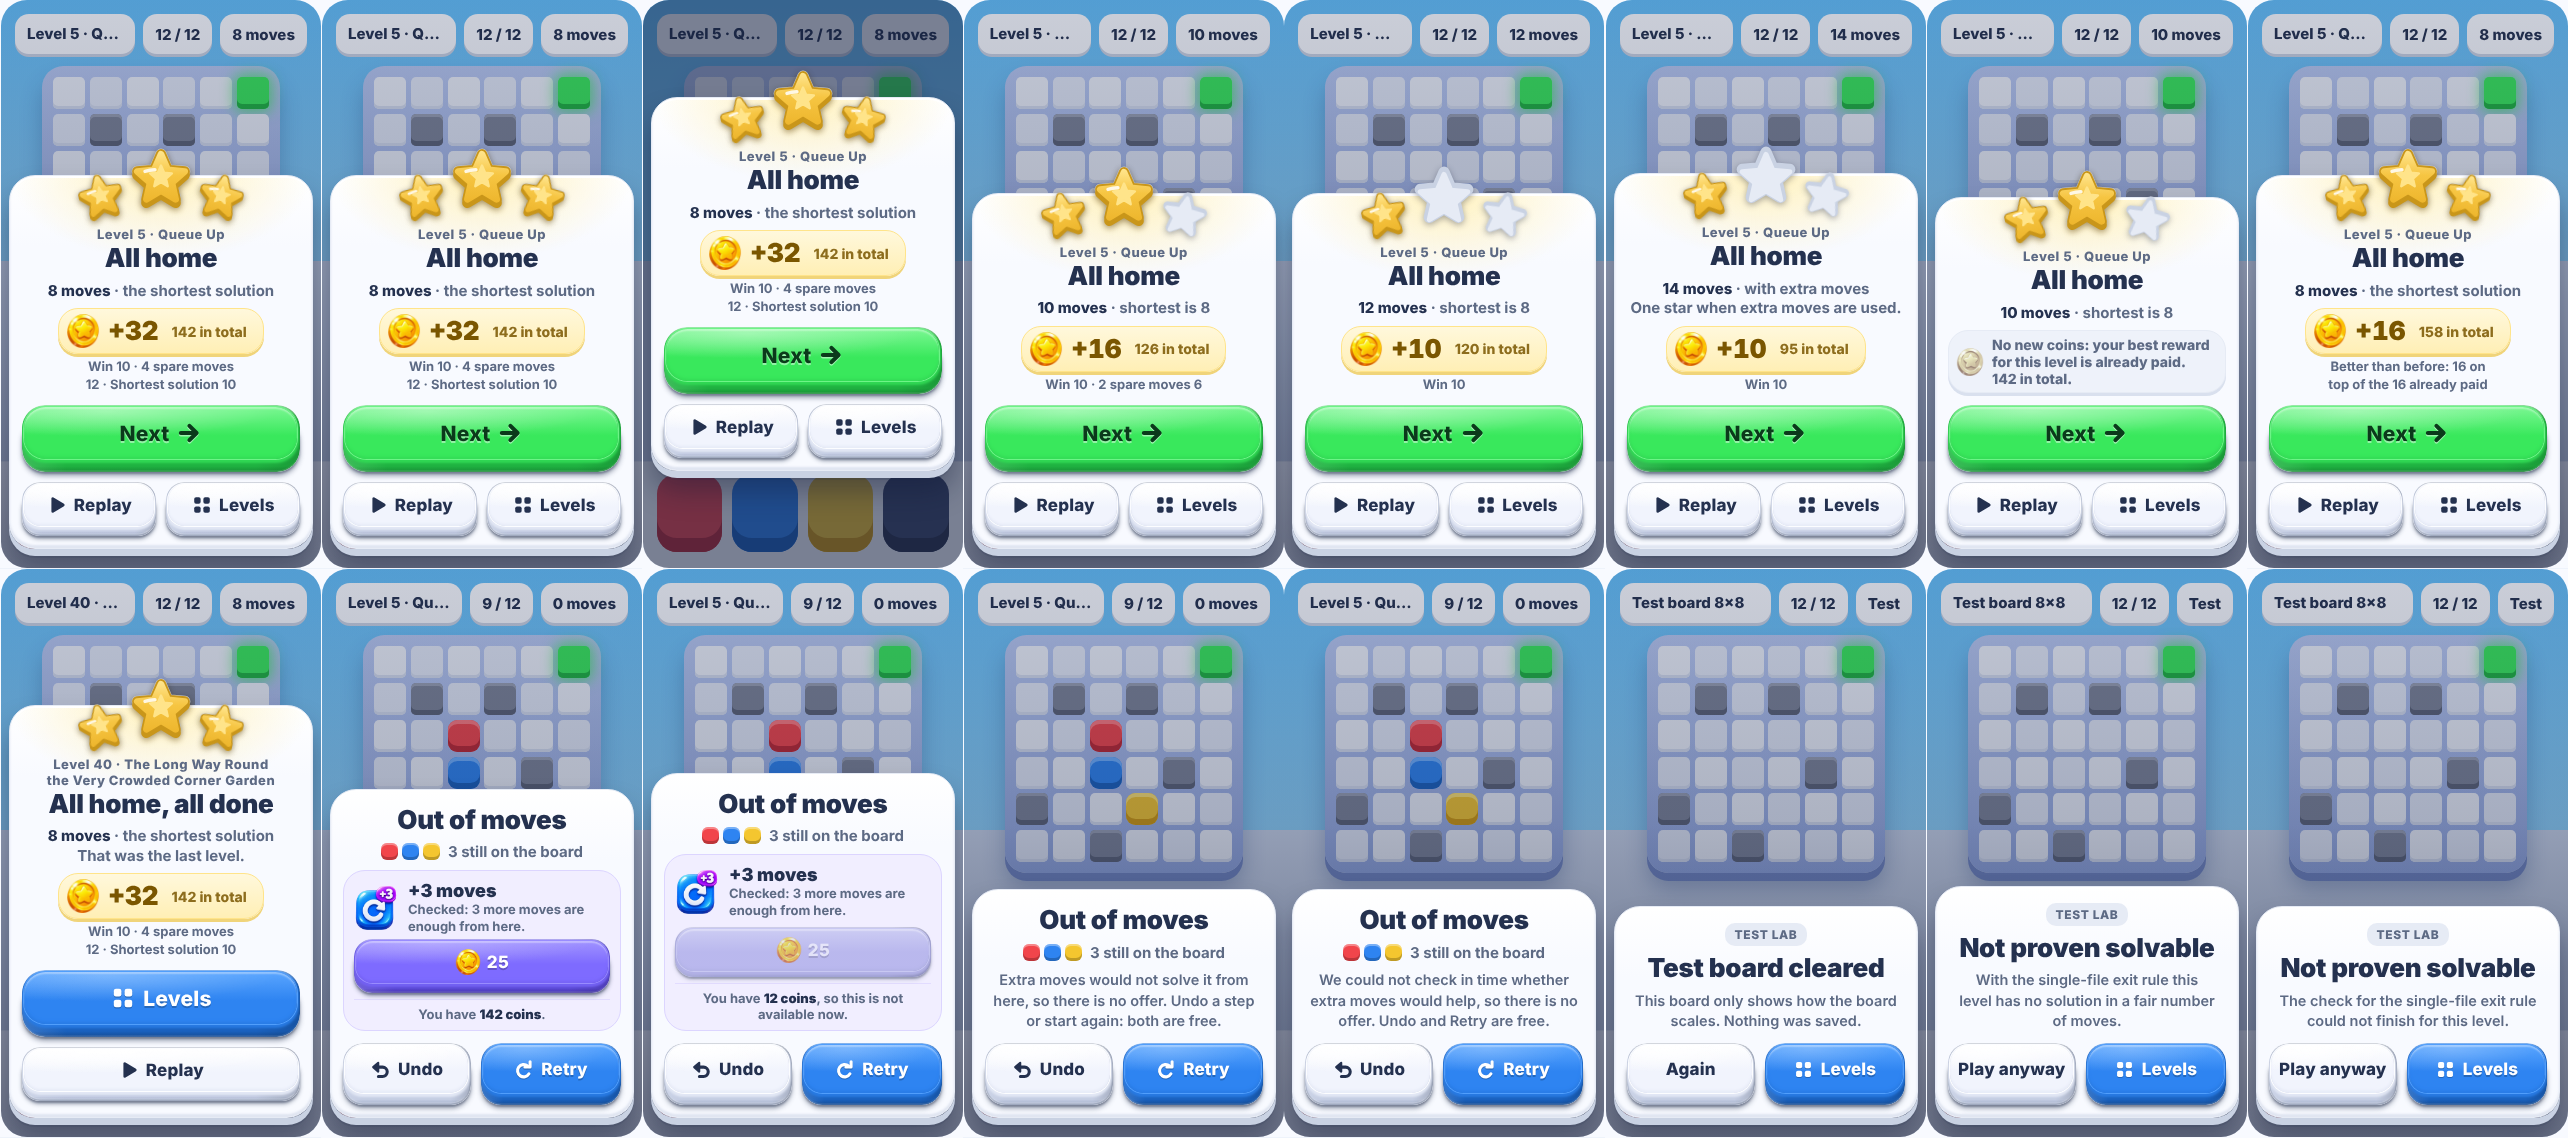 Level 5 · Q...
12 / 12
8 moves
Level 5 · Queue Up
All home
8 moves · the shortest solution
+32 142 in total
Win 10 · 4 spare moves
12 · Shortest solution 10
Next
Replay
Levels
Level 5 · Q...
12 / 12
8 moves
Level 5 · Queue Up
All home
8 moves · the shortest solution
+32 142 in total
Win 10 · 4 spare moves
12 · Shortest solution 10
Next
Replay
Levels
Level 5 · Q...
12 / 12
8 moves
Level 5 · Queue Up
All home
8 moves · the shortest solution
+32 142 in total
Win 10 · 4 spare moves
12 · Shortest solution 10
Next
Replay
Levels
Level 5 · ...
12 / 12
10 moves
Level 5 · Queue Up
All home
10 moves · shortest is 8
+16 126 in total
Win 10 · 2 spare moves 6
Next
Replay
Levels
Level 5 · ...
12 / 12
12 moves
Level 5 · Queue Up
All home
12 moves · shortest is 8
+10 120 in total
Win 10
Next
Replay
Levels
Level 5 · ...
12 / 12
14 moves
Level 5 · Queue Up
All home
14 moves · with extra moves
One star when extra moves are used.
+10 95 in total
Win 10
Next
Replay
Levels
Level 5 · ...
12 / 12
10 moves
Level 5 · Queue Up
All home
10 moves · shortest is 8
No new coins: your best reward
for this level is already paid.
142 in total.
Next
Replay
Levels
Level 5 · Q...
12 / 12
8 moves
Level 5 · Queue Up
All home
8 moves · the shortest solution
+16 158 in total
Better than before: 16 on
top of the 16 already paid
Next
Replay
Levels
Level 40 · ...
12 / 12
8 moves
Level 40 · The Long Way Round
the Very Crowded Corner Garden
All home, all done
8 moves · the shortest solution
That was the last level.
+32 142 in total
Win 10 · 4 spare moves
12 · Shortest solution 10
Levels
Replay
Level 5 · Qu...
9 / 12
0 moves
Out of moves
3 still on the board
+3
+3 moves
Checked: 3 more moves are
enough from here.
25
You have 142 coins.
Undo
Retry
Level 5 · Qu...
9 / 12
0 moves
Out of moves
3 still on the board
+3
+3 moves
Checked: 3 more moves are
enough from here.
25
You have 12 coins, so this is not
available now.
Undo
Retry
Level 5 · Qu...
9 / 12
0 moves
Out of moves
3 still on the board
Extra moves would not solve it from
here, so there is no offer. Undo a step
or start again: both are free.
Undo
Retry
Level 5 · Qu...
9 / 12
0 moves
Out of moves
3 still on the board
We could not check in time whether
extra moves would help, so there is no
offer. Undo and Retry are free.
Undo
Retry
Test board 8×8
12 / 12
Test
TEST LAB
Test board cleared
This board only shows how the board
scales. Nothing was saved.
Again
Levels
Test board 8×8
12 / 12
Test
TEST LAB
Not proven solvable
With the single-file exit rule this
level has no solution in a fair number
of moves.
Play anyway
Levels
Test board 8×8
12 / 12
Test
TEST LAB
Not proven solvable
The check for the single-file exit rule
could not finish for this level.
Play anyway
Levels